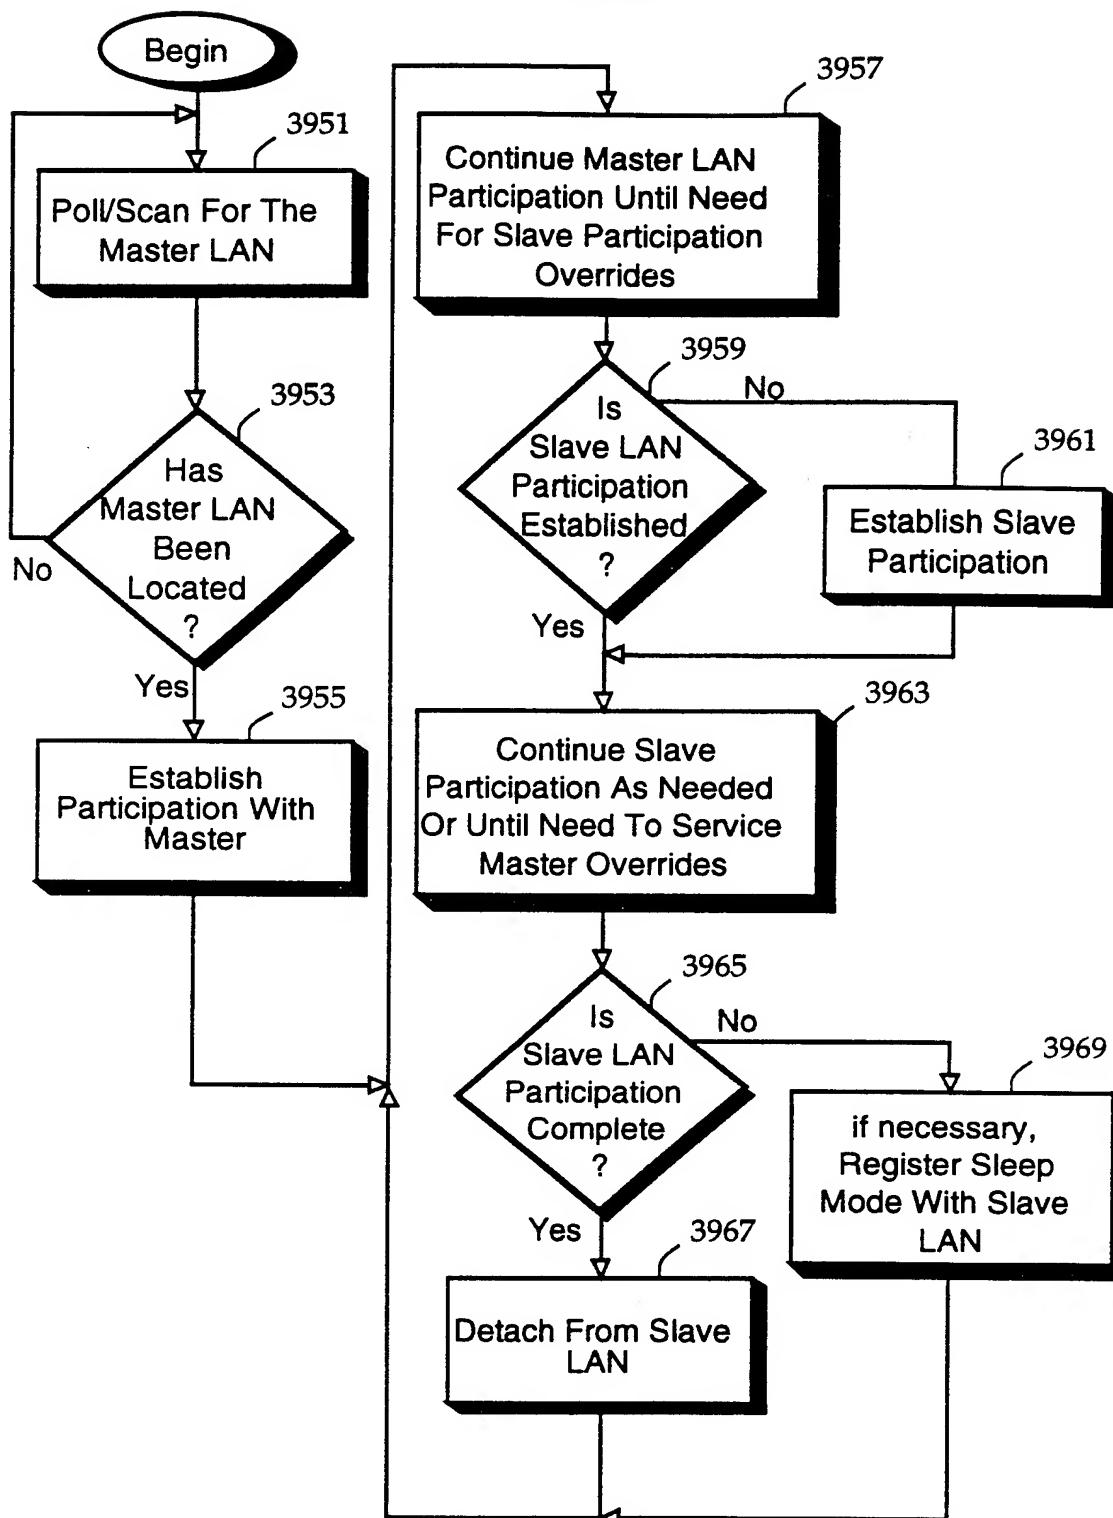 Begin
3951
Poll/Scan For The
Master LAN
3953
Has
Master LAN
Been
Located
?
No
Yes
3955
Establish
Participation With
Master
3957
Continue Master LAN
Participation Until Need
For Slave Participation
Overrides
3959
Is
Slave LAN
Participation
Established
?
No
Yes
3961
Establish Slave
Participation
3963
Continue Slave
Participation As Needed
Or Until Need To Service
Master Overrides
3965
Is
Slave LAN
Participation
Complete
?
No
Yes
3969
if necessary,
Register Sleep
Mode With Slave
LAN
3967
Detach From Slave
LAN